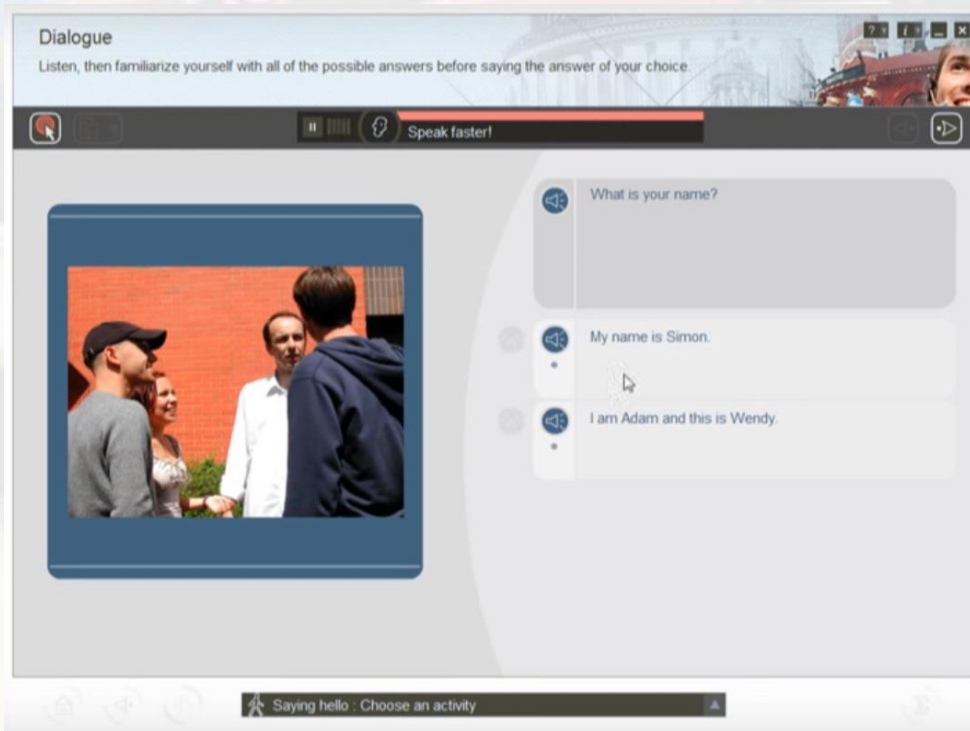 Dialogue
Listen, then familiarize yourself with all of the possible answers before saying the answer of your choice.
Speak faster!
What is your name?
My name is Simon.
I am Adam and this is Wendy.
Saying hello : Choose an activity